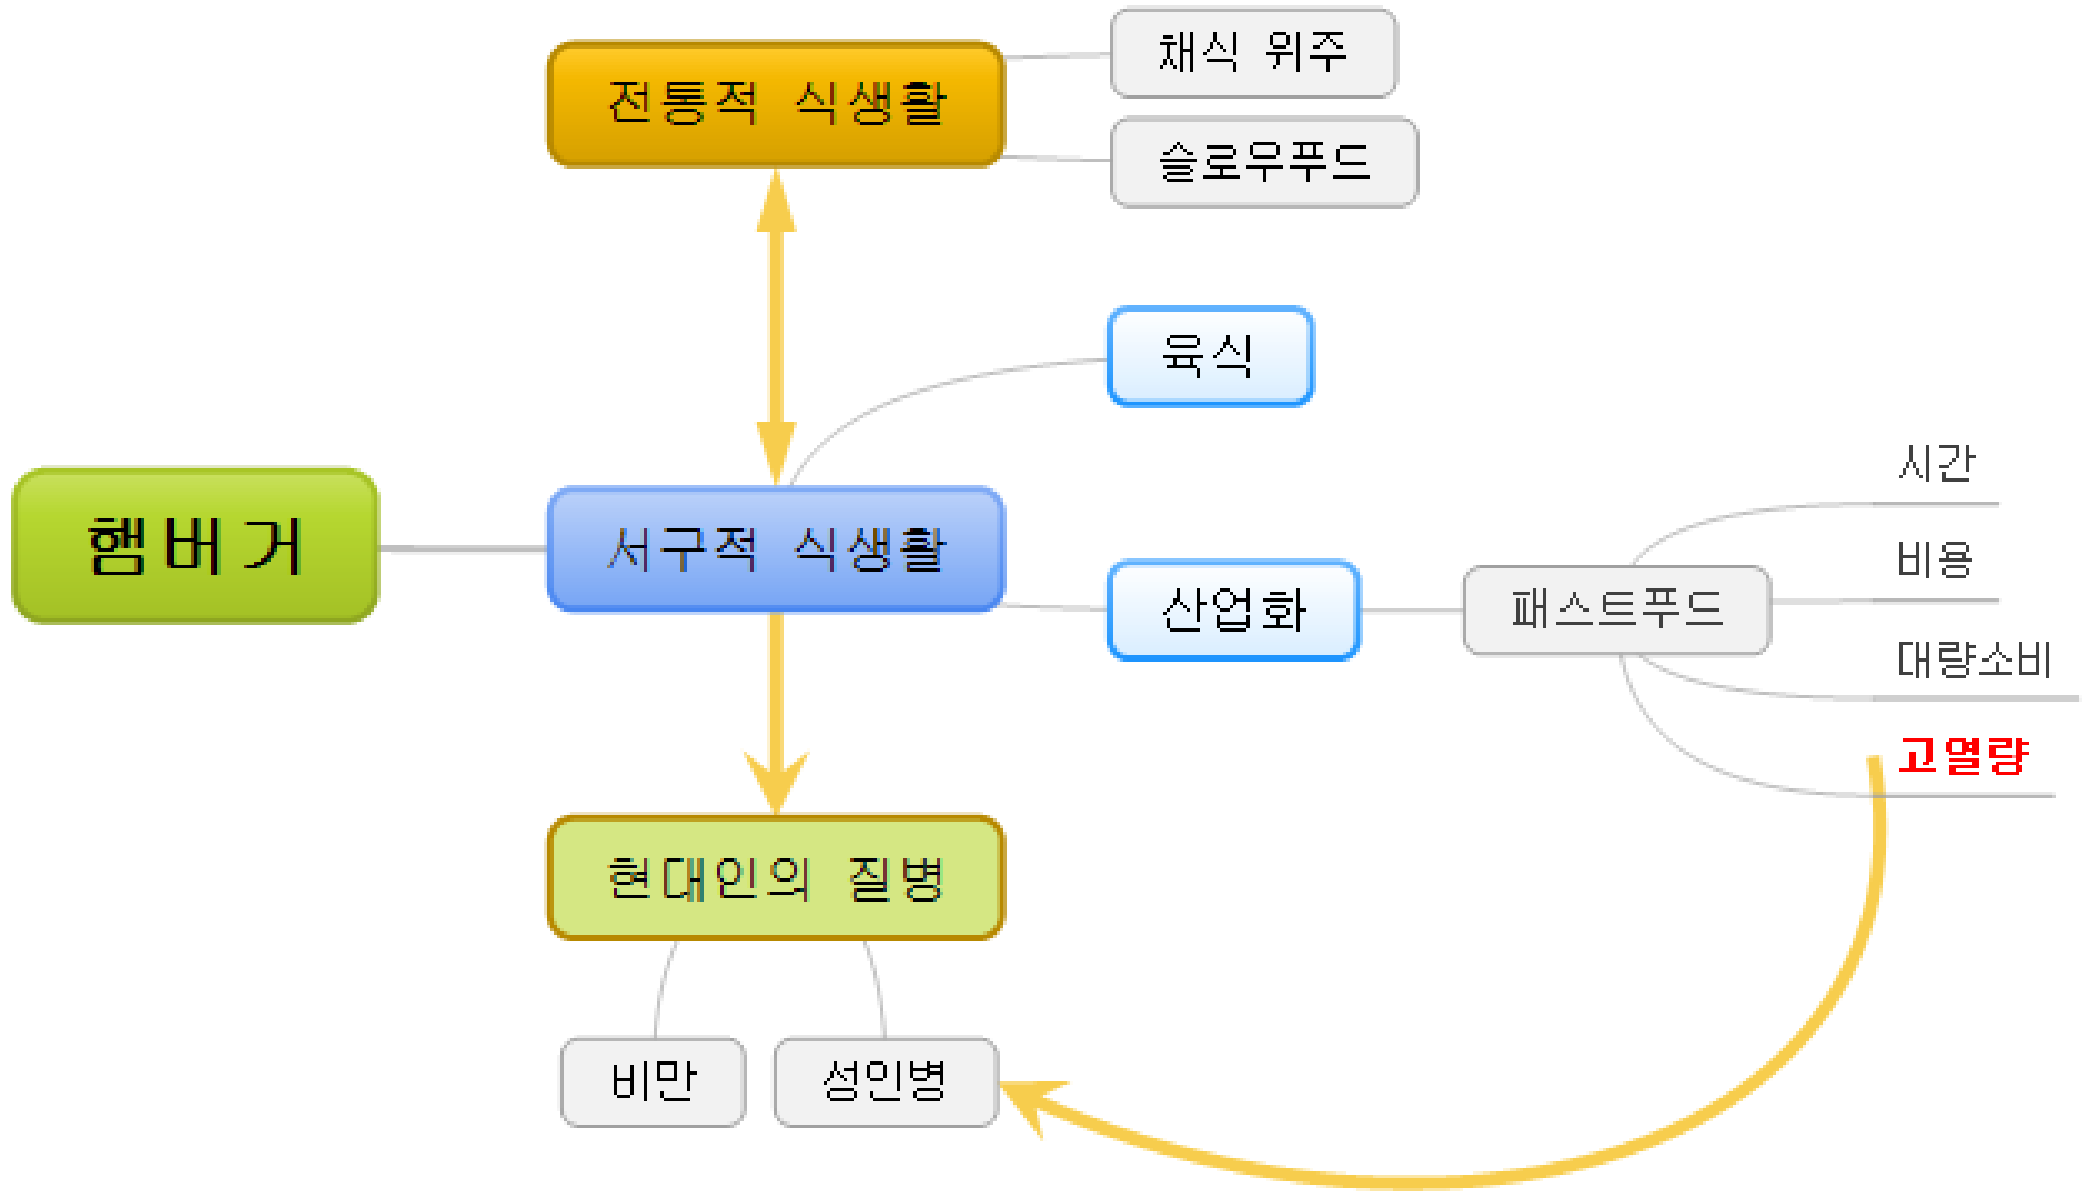 채식 위주
전통적 식생활
슬로우푸드
육식
시간
햄버거
서구적 식생활
비용
산업화
패스트푸드
대량소비
고열량
현대인의 질병
비만
성인병